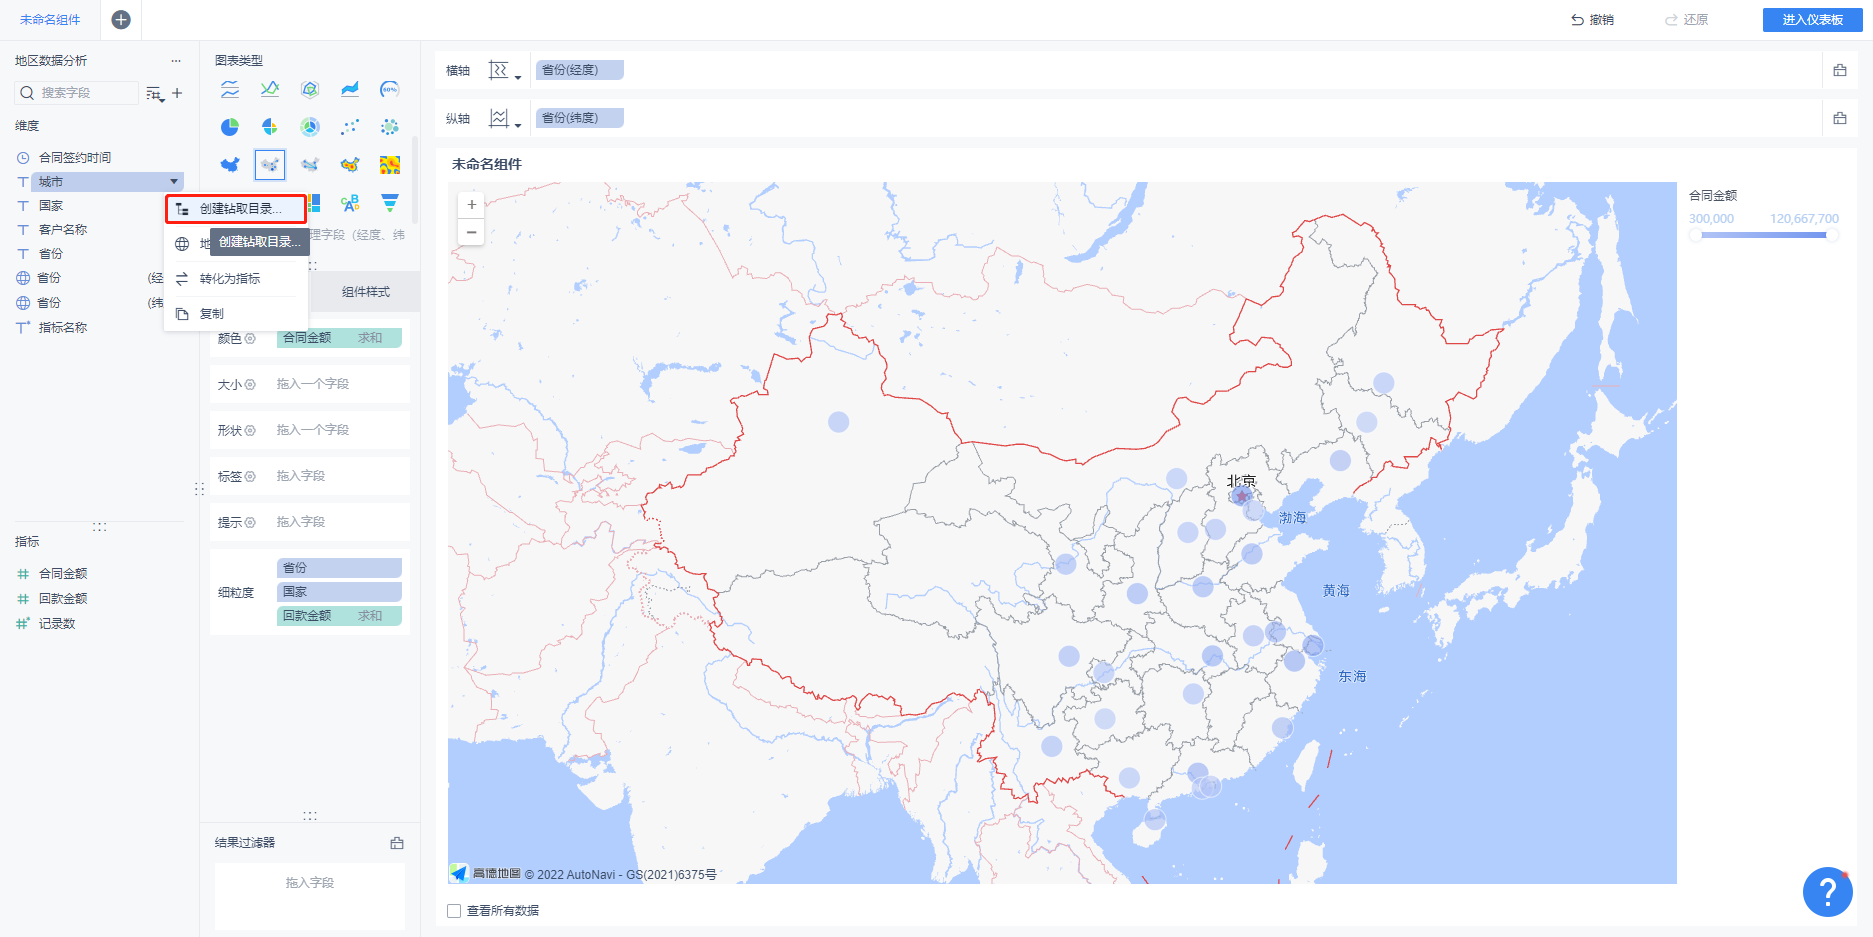 未命名组件
撤销
还原
进入仪表板
地区数据分析
···
搜索字段
维度
合同签约时间
城市
国家
客户名称
省份
省份
(经
省份
(纬
指标名称
创建钻取目录...
地
创建钻取目录...
转化为指标
复制
指标
合同金额
回款金额
记录数
图表类型
60%
理字段（经度、纬
组件样式
颜色
合同金额
求和
大小
拖入一个字段
形状
拖入一个字段
标签
拖入字段
提示
拖入字段
细粒度
省份
国家
回款金额
求和
结果过滤器
拖入字段
横轴
省份(经度)
纵轴
省份(纬度)
未命名组件
+
−
北京
渤海
黄海
东海
高德地图 © 2022 AutoNavi - GS(2021)6375号
查看所有数据
合同金额
300,000
120,667,700
?